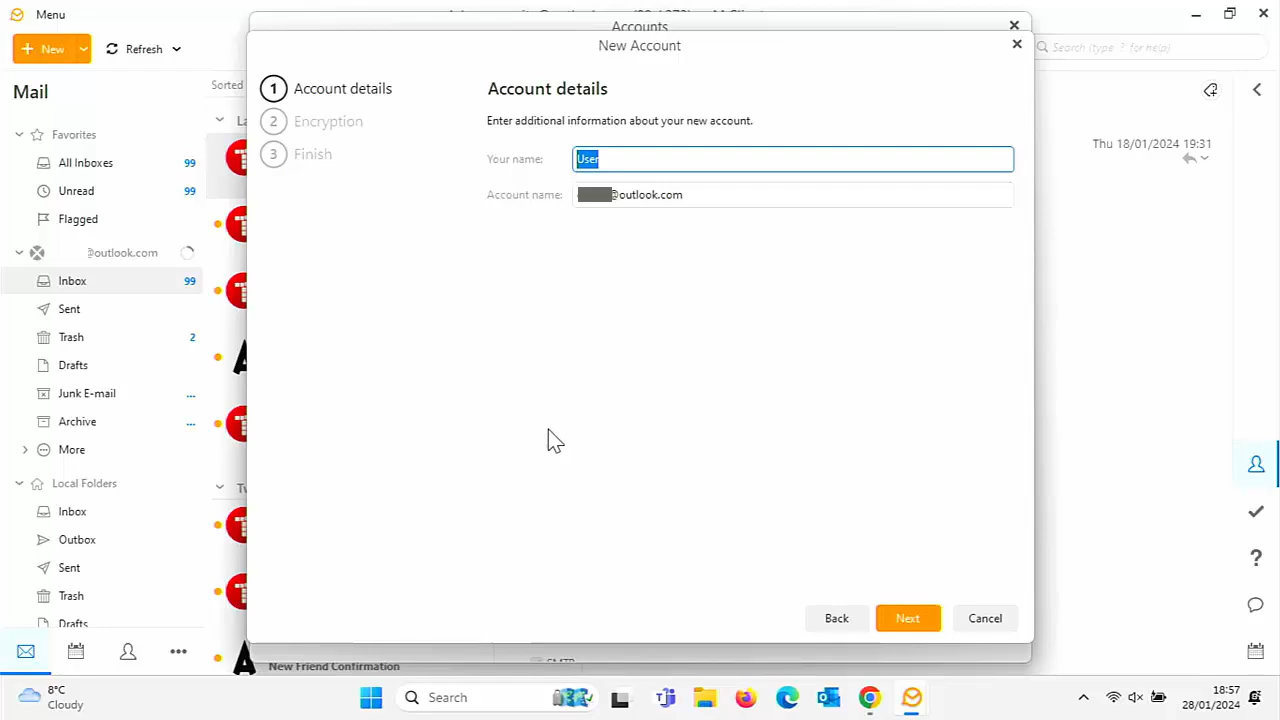 Menu
Accounts
New Account
New
Refresh
Search (type ? for help)
Mail
Sorted
1 Account details
2 Encryption
3 Finish
Account details
Enter additional information about your new account.
Your name: User
Account name: @outlook.com
Favorites
All Inboxes 99
Unread 99
Flagged
@outlook.com
Inbox 99
Sent
Trash 2
Drafts
Junk E-mail ...
Archive ...
More
Local Folders
Inbox
Outbox
Sent
Trash
Drafts
Thu 18/01/2024 19:31
Back
Next
Cancel
New Friend Confirmation
8°C
Cloudy
Search
18:57
28/01/2024